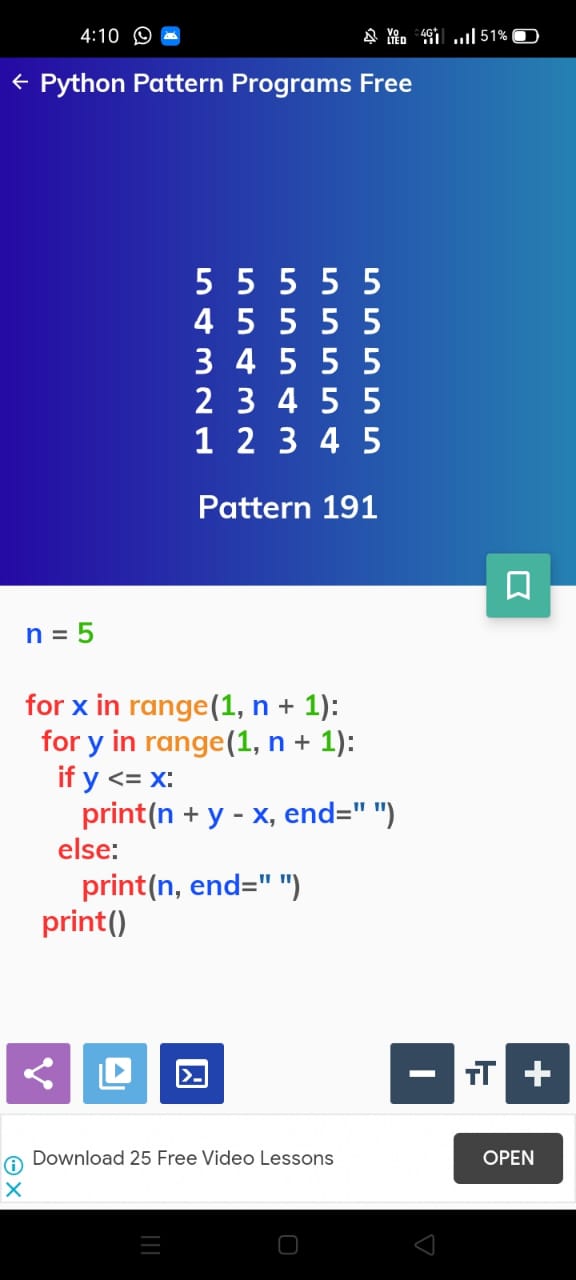 4:10 VO LTED 4G+ 51%
Python Pattern Programs Free
5 5 5 5 5
4 5 5 5 5
3 4 5 5 5
2 3 4 5 5
1 2 3 4 5
Pattern 191
n = 5
for x in range(1, n + 1):
for y in range(1, n + 1):
if y <= x:
print(n + y - x, end=" ")
else:
print(n, end=" ")
print()
TT
Download 25 Free Video Lessons
OPEN